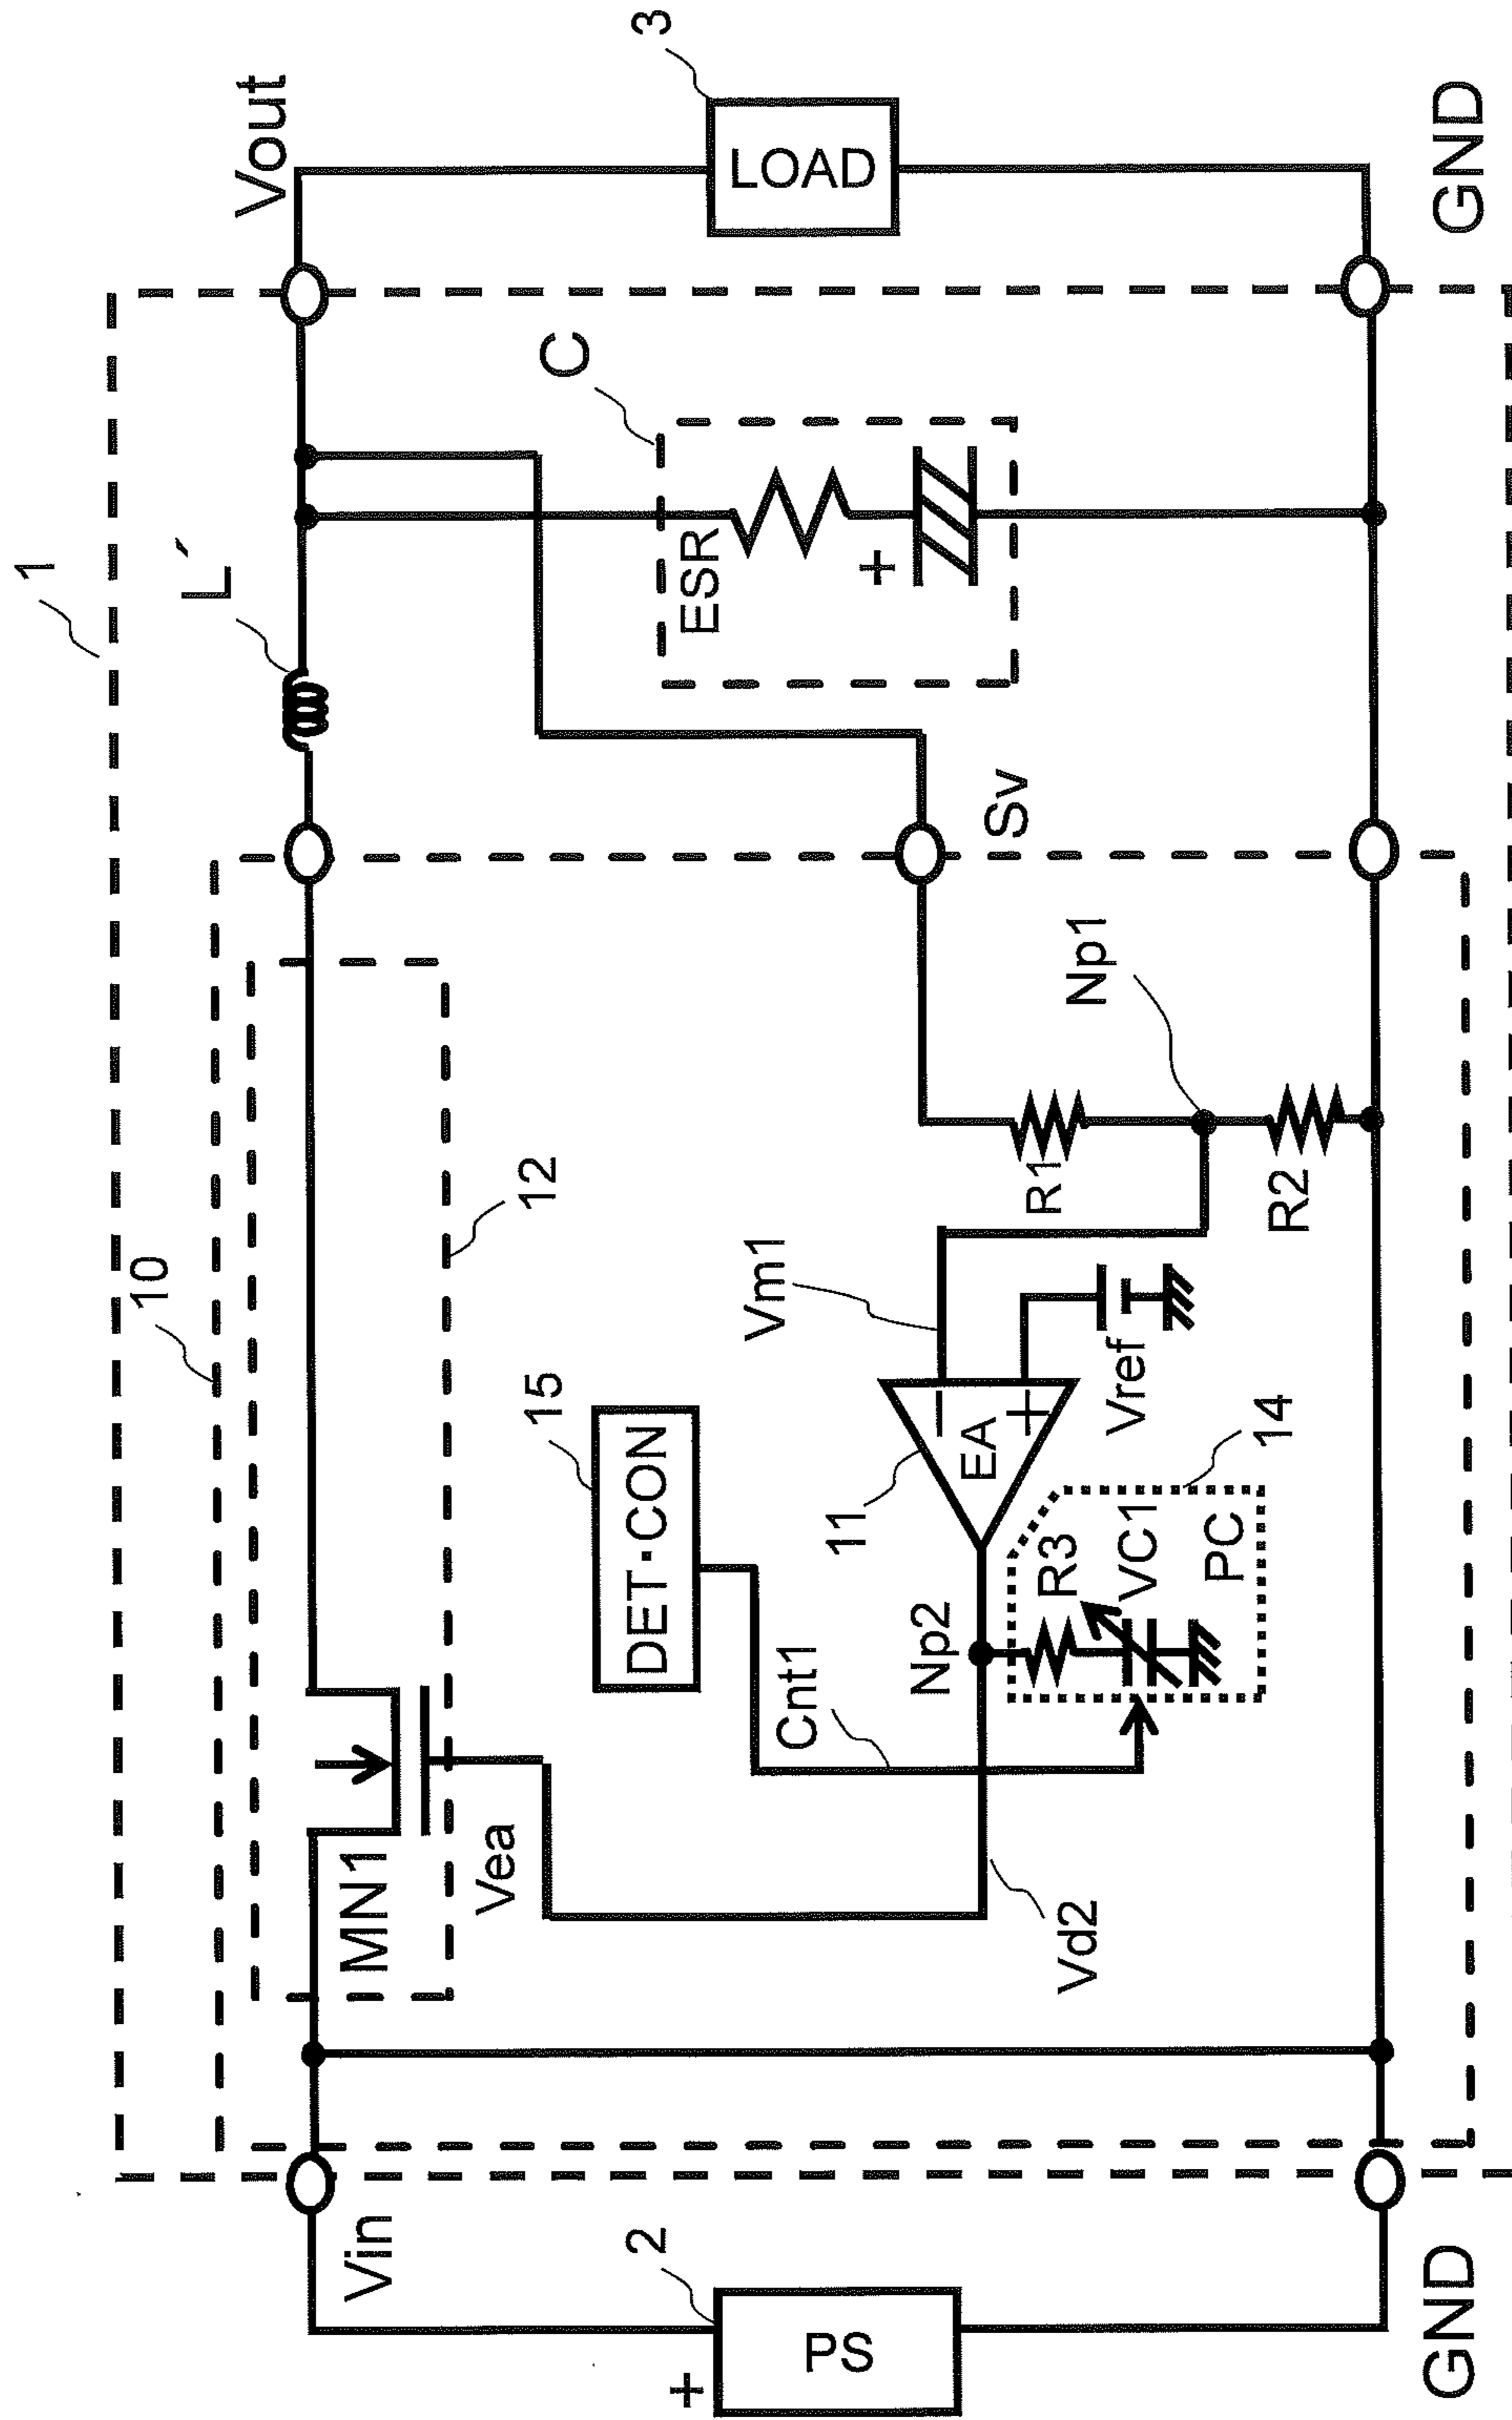 1
L´
Vout
3
LOAD
GND
C
ESR
+
10
12
Sv
Np1
R1
R2
Vm1
15
DET·CON
11
EA
−
+
Vref
14
R3
VC1
PC
Np2
Cnt1
MN1
Vea
Vd2
Vin
2
+
PS
GND